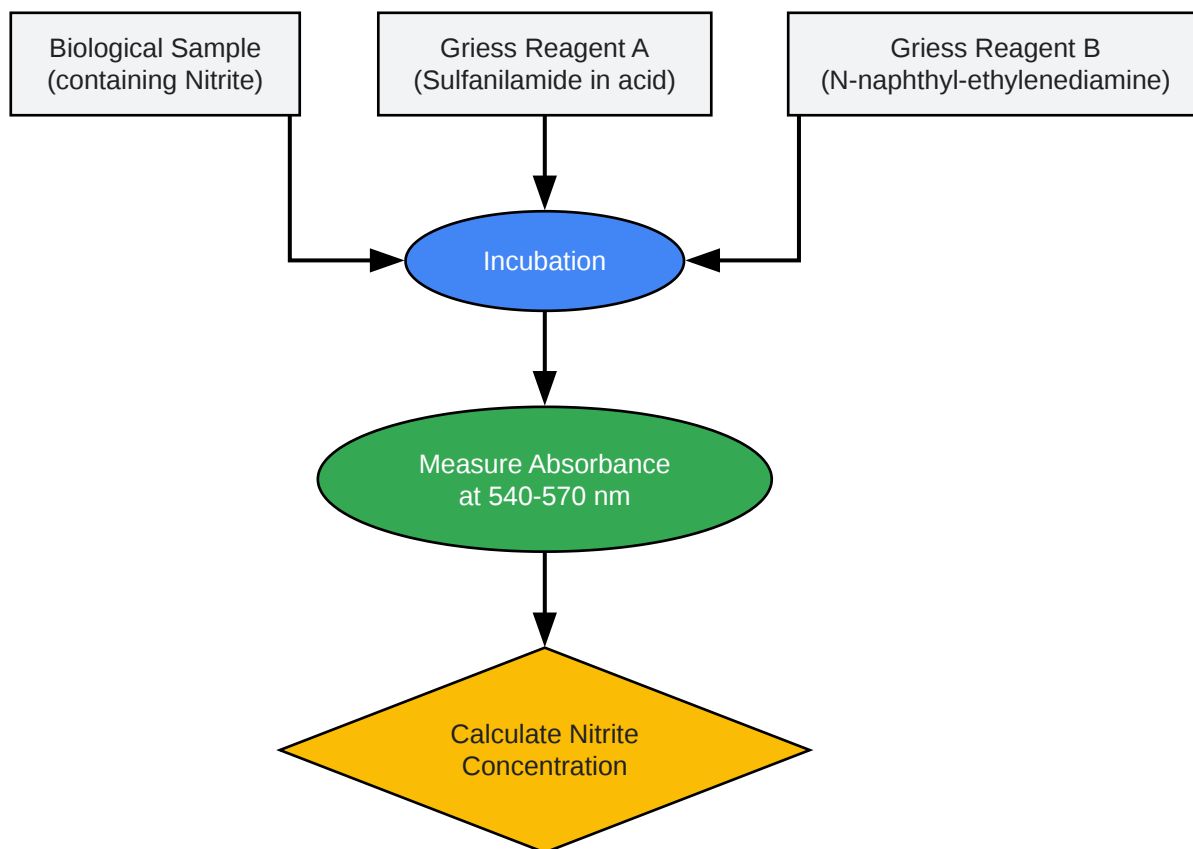 Biological Sample
(containing Nitrite)
Griess Reagent A
(Sulfanilamide in acid)
Griess Reagent B
(N-naphthyl-ethylenediamine)
Incubation
Measure Absorbance
at 540-570 nm
Calculate Nitrite
Concentration